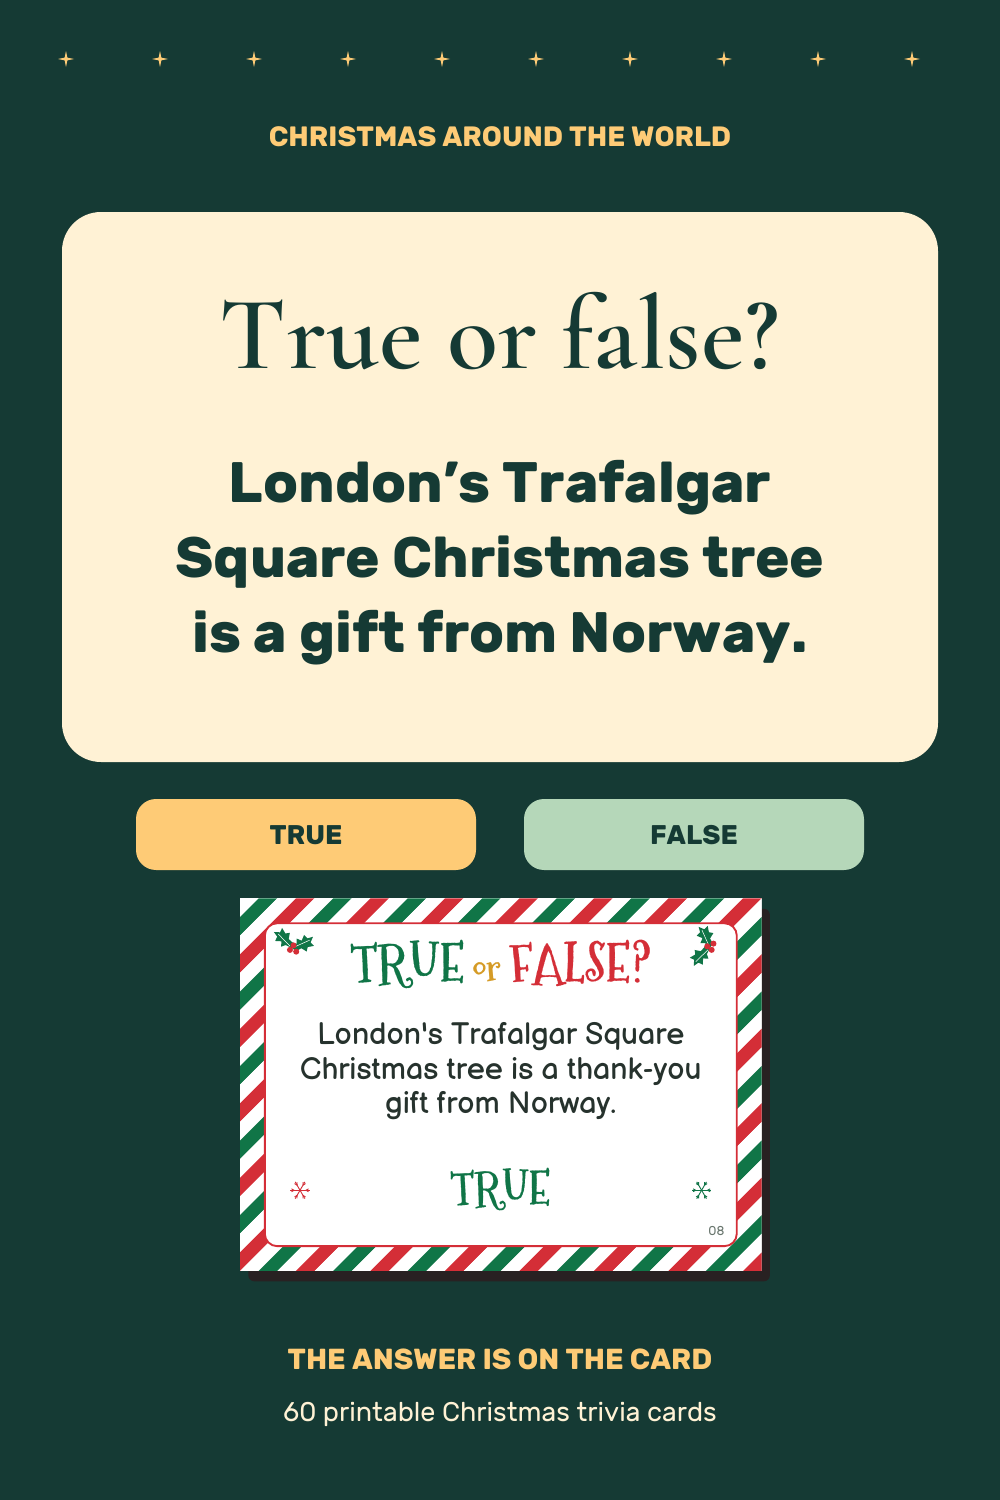 CHRISTMAS AROUND THE WORLD
True or false?
London’s Trafalgar
Square Christmas tree
is a gift from Norway.
TRUE
FALSE
TRUE or FALSE?
London's Trafalgar Square
Christmas tree is a thank-you
gift from Norway.
TRUE
08
THE ANSWER IS ON THE CARD
60 printable Christmas trivia cards